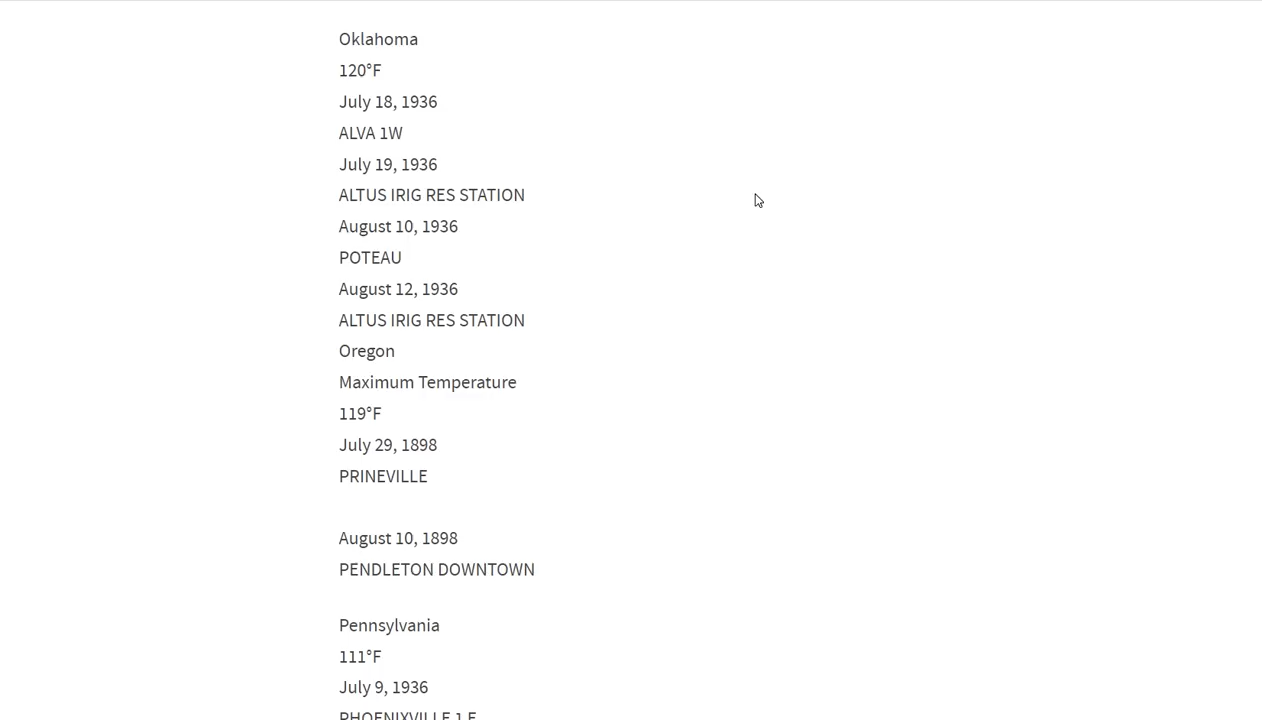 Oklahoma
120°F
July 18, 1936
ALVA 1W
July 19, 1936
ALTUS IRIG RES STATION
August 10, 1936
POTEAU
August 12, 1936
ALTUS IRIG RES STATION
Oregon
Maximum Temperature
119°F
July 29, 1898
PRINEVILLE
August 10, 1898
PENDLETON DOWNTOWN
Pennsylvania
111°F
July 9, 1936
PHOENIXVILLE 1 E